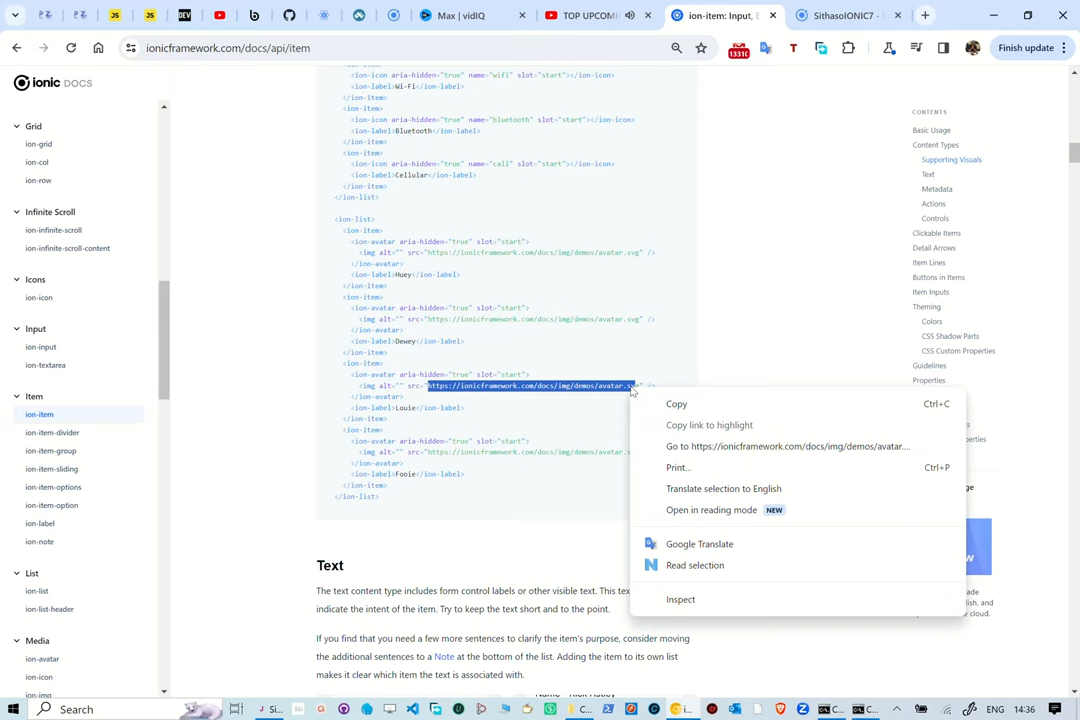 Max | vidIQ
TOP UPCOMI
ion-item: Input, E
SithasoIONIC7 -
ionicframework.com/docs/api/item
1331
T
Finish update
ionic DOCS
Grid
ion-grid
ion-col
ion-row
Infinite Scroll
ion-infinite-scroll
ion-infinite-scroll-content
Icons
ion-icon
Input
ion-input
ion-textarea
Item
ion-item
ion-item-divider
ion-item-group
ion-item-sliding
ion-item-options
ion-item-option
ion-label
ion-note
List
ion-list
ion-list-header
Media
ion-avatar
ion-icon
ion-img
<ion-icon aria-hidden="true" name="wifi" slot="start"></ion-icon>
<ion-label>Wi-Fi</ion-label>
</ion-item>
<ion-item>
<ion-icon aria-hidden="true" name="bluetooth" slot="start"></ion-icon>
<ion-label>Bluetooth</ion-label>
</ion-item>
<ion-item>
<ion-icon aria-hidden="true" name="call" slot="start"></ion-icon>
<ion-label>Cellular</ion-label>
</ion-item>
</ion-list>
<ion-list>
<ion-item>
<ion-avatar aria-hidden="true" slot="start">
<img alt="" src="https://ionicframework.com/docs/img/demos/avatar.svg" />
</ion-avatar>
<ion-label>Huey</ion-label>
</ion-item>
<ion-item>
<ion-avatar aria-hidden="true" slot="start">
<img alt="" src="https://ionicframework.com/docs/img/demos/avatar.svg" />
</ion-avatar>
<ion-label>Dewey</ion-label>
</ion-item>
<ion-item>
<ion-avatar aria-hidden="true" slot="start">
<img alt="" src="https://ionicframework.com/docs/img/demos/avatar.svg" />
</ion-avatar>
<ion-label>Louie</ion-label>
</ion-item>
<ion-item>
<ion-avatar aria-hidden="true" slot="start">
<img alt="" src="https://ionicframework.com/docs/img/demos/avatar.s
</ion-avatar>
<ion-label>Fooie</ion-label>
</ion-item>
</ion-list>
Text
The text content type includes form control labels or other visible text. This tex
indicate the intent of the item. Try to keep the text short and to the point.
If you find that you need a few more sentences to clarify the item's purpose, consider moving
the additional sentences to a Note at the bottom of the list. Adding the item to its own list
makes it clear which item the text is associated with.
Copy Ctrl+C
Copy link to highlight
Go to https://ionicframework.com/docs/img/demos/avatar....
Print... Ctrl+P
Translate selection to English
Open in reading mode NEW
Google Translate
Read selection
Inspect
CONTENTS
Basic Usage
Content Types
Supporting Visuals
Text
Metadata
Actions
Controls
Clickable Items
Detail Arrows
Item Lines
Buttons in Items
Item Inputs
Theming
Colors
CSS Shadow Parts
CSS Custom Properties
Guidelines
Properties
Search
ENG
14:36